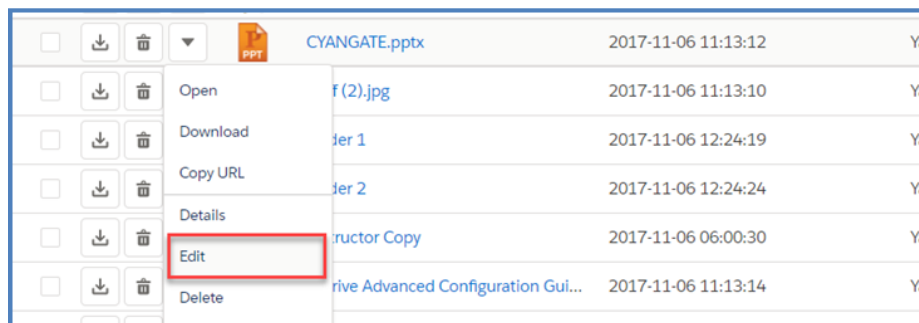 PPT CYANGATE.pptx 2017-11-06 11:13:12 Y
Open f (2).jpg 2017-11-06 11:13:10 Y
Download der 1 2017-11-06 12:24:19 Y
Copy URL der 2 2017-11-06 12:24:24 Y
Details
Edit ructor Copy 2017-11-06 06:00:30 Y
Delete rive Advanced Configuration Gui... 2017-11-06 11:13:14 Y